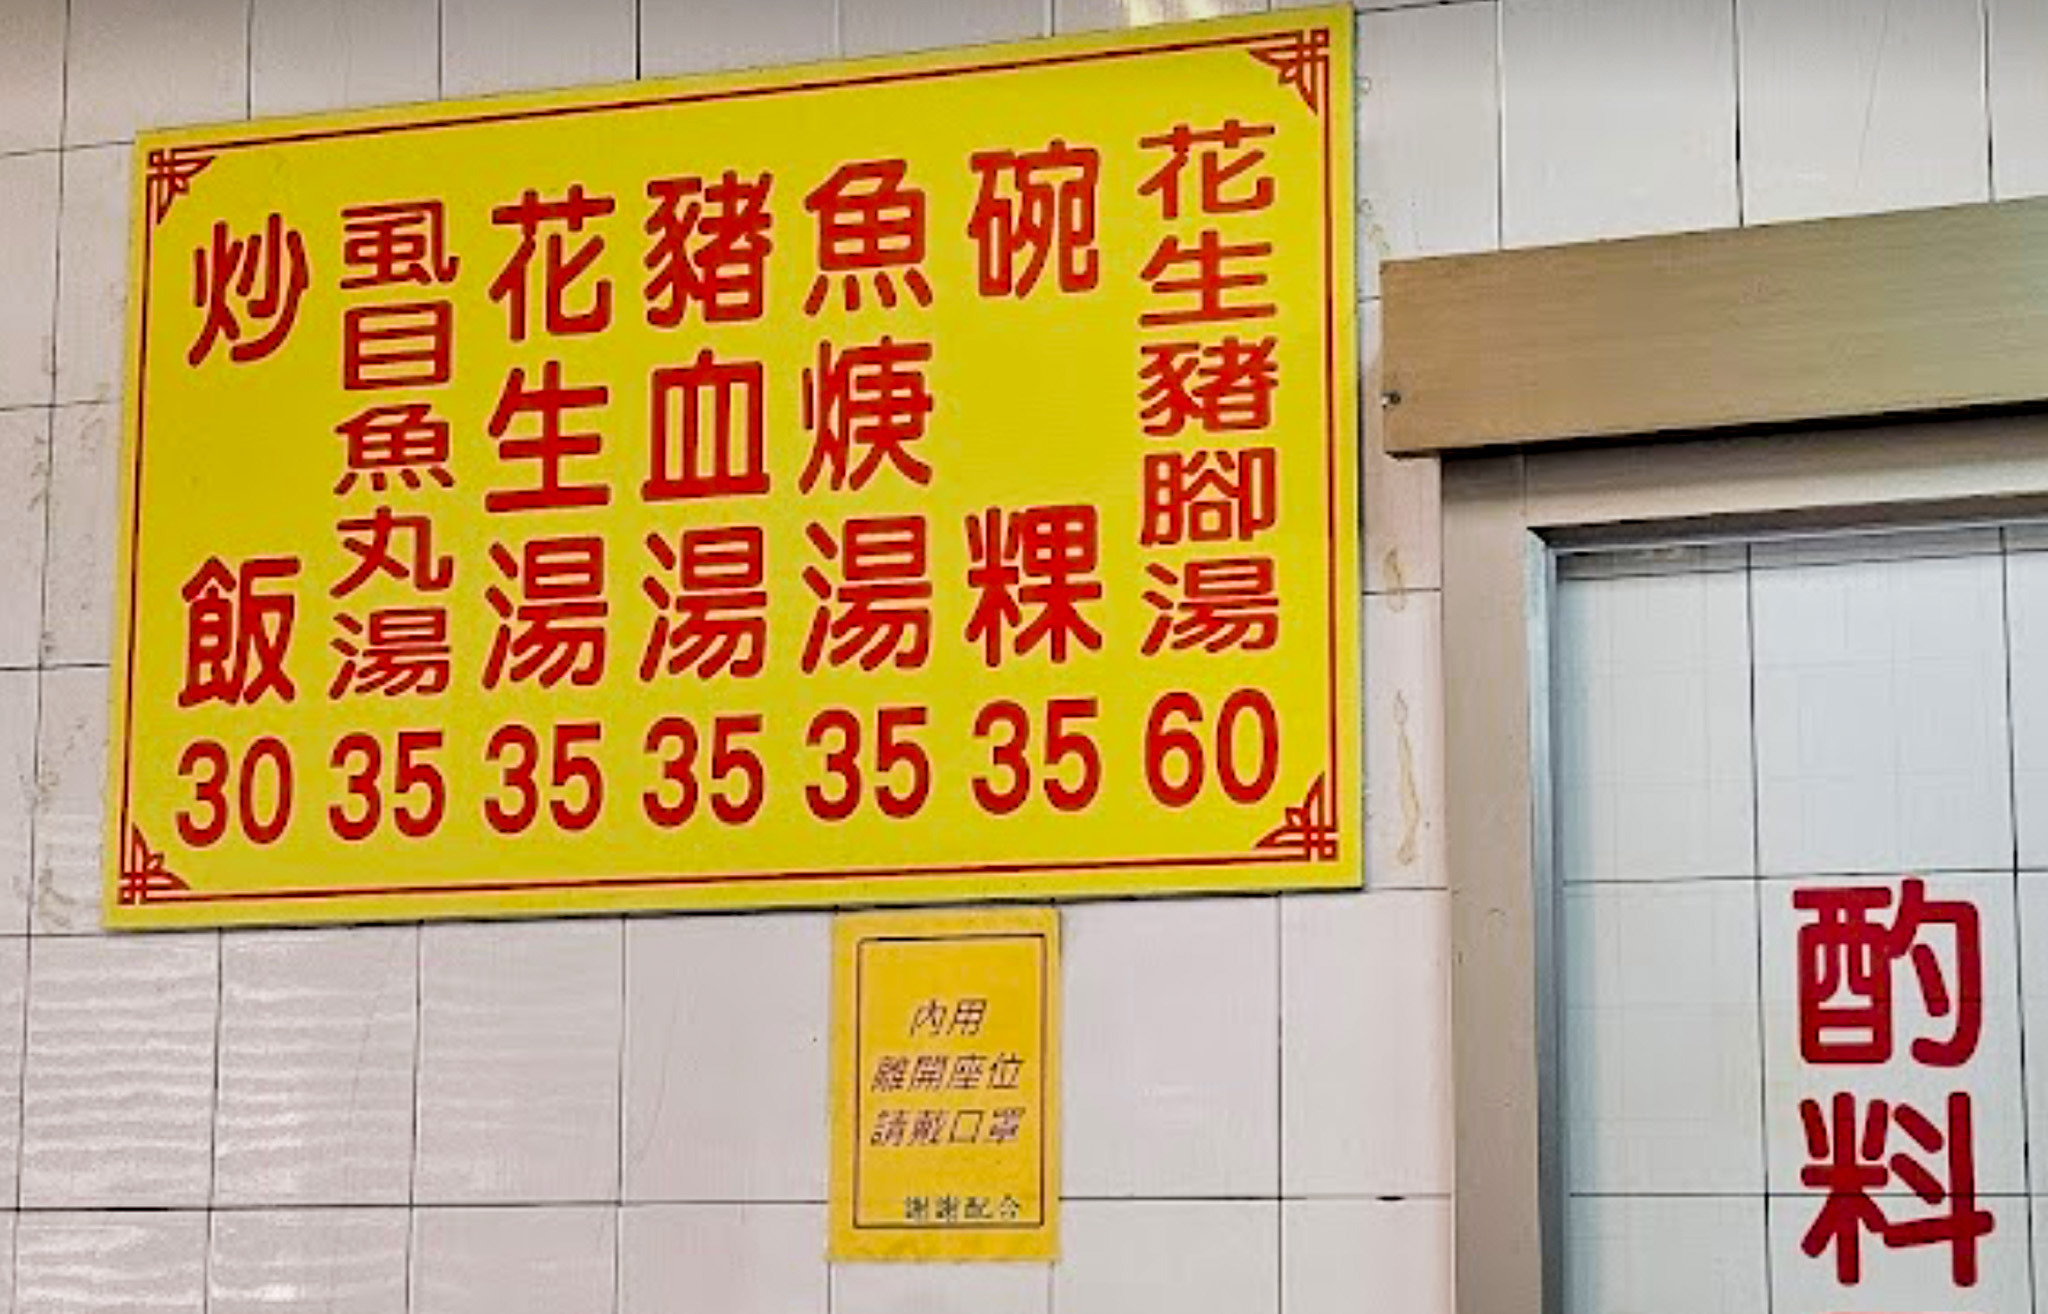 花生豬腳湯 60
碗粿 35
魚焿湯 35
豬血湯 35
花生湯 35
虱目魚丸湯 35
炒飯 30
內用
離開座位
請戴口罩
謝謝配合
酌料